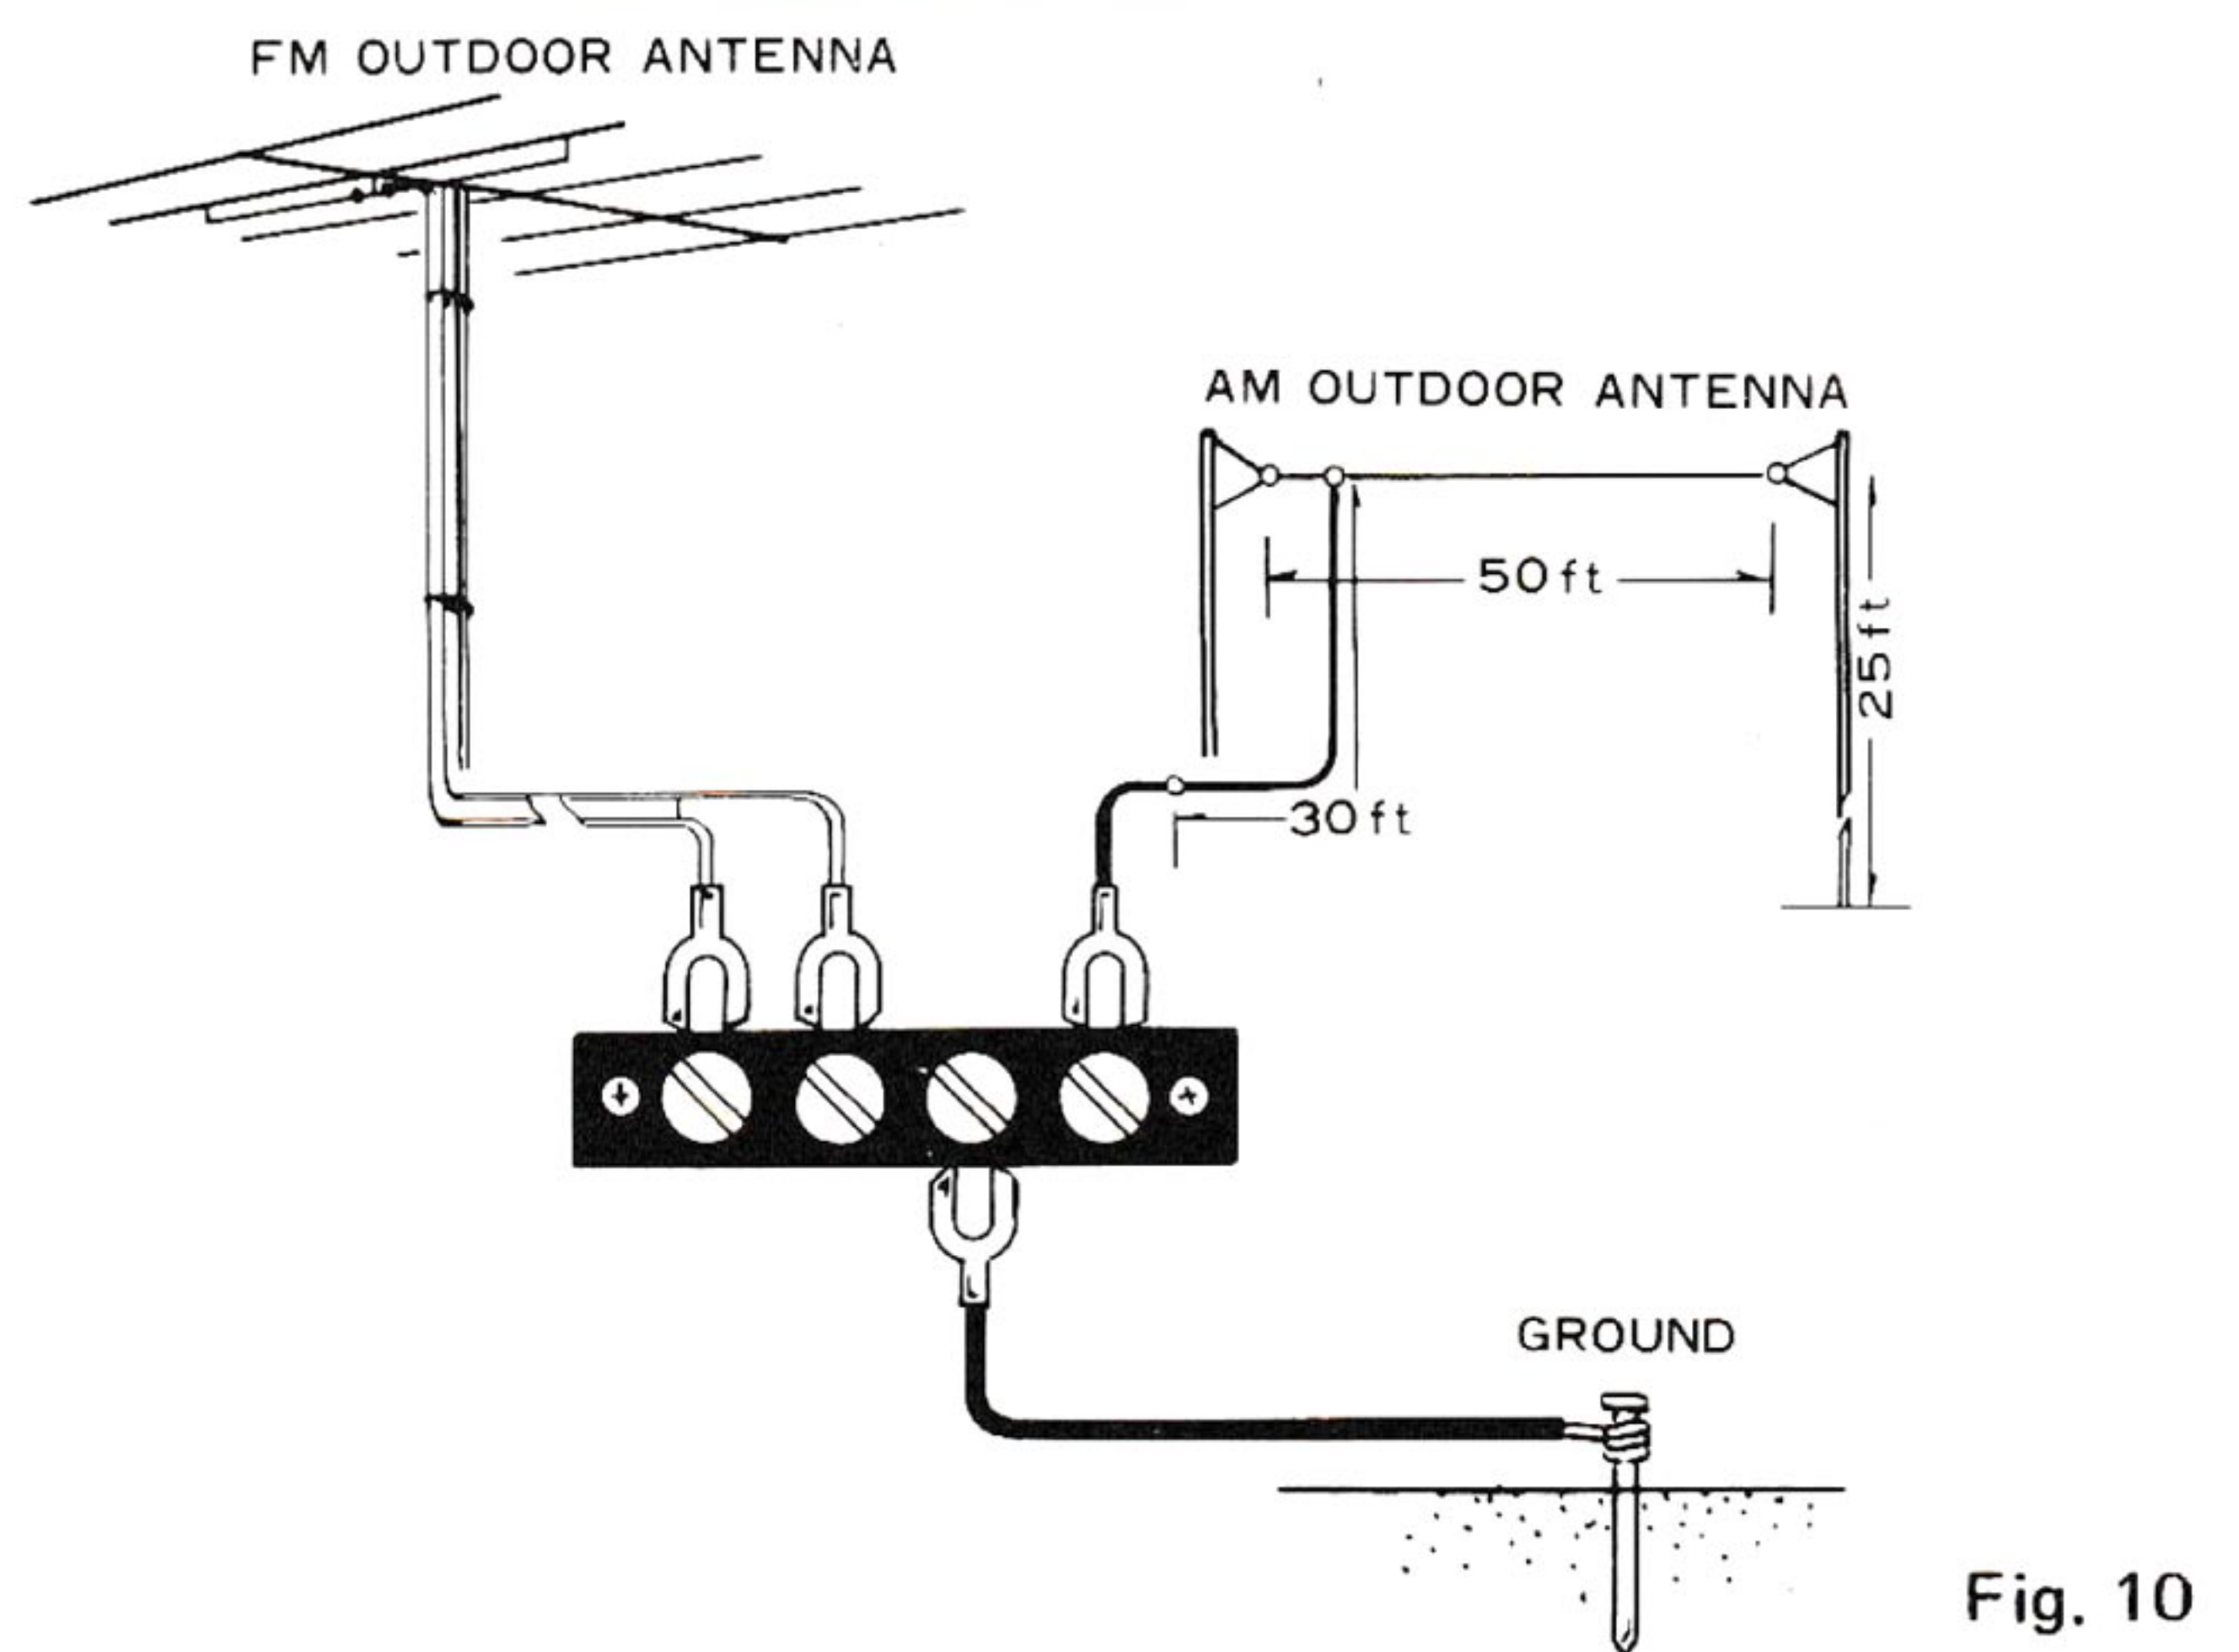 FM OUTDOOR ANTENNA
AM OUTDOOR ANTENNA
50ft
25ft
30ft
GROUND
Fig. 10